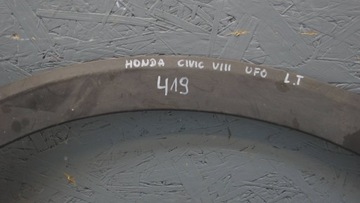 HONDA CIVIC VIII UFO L.T
419